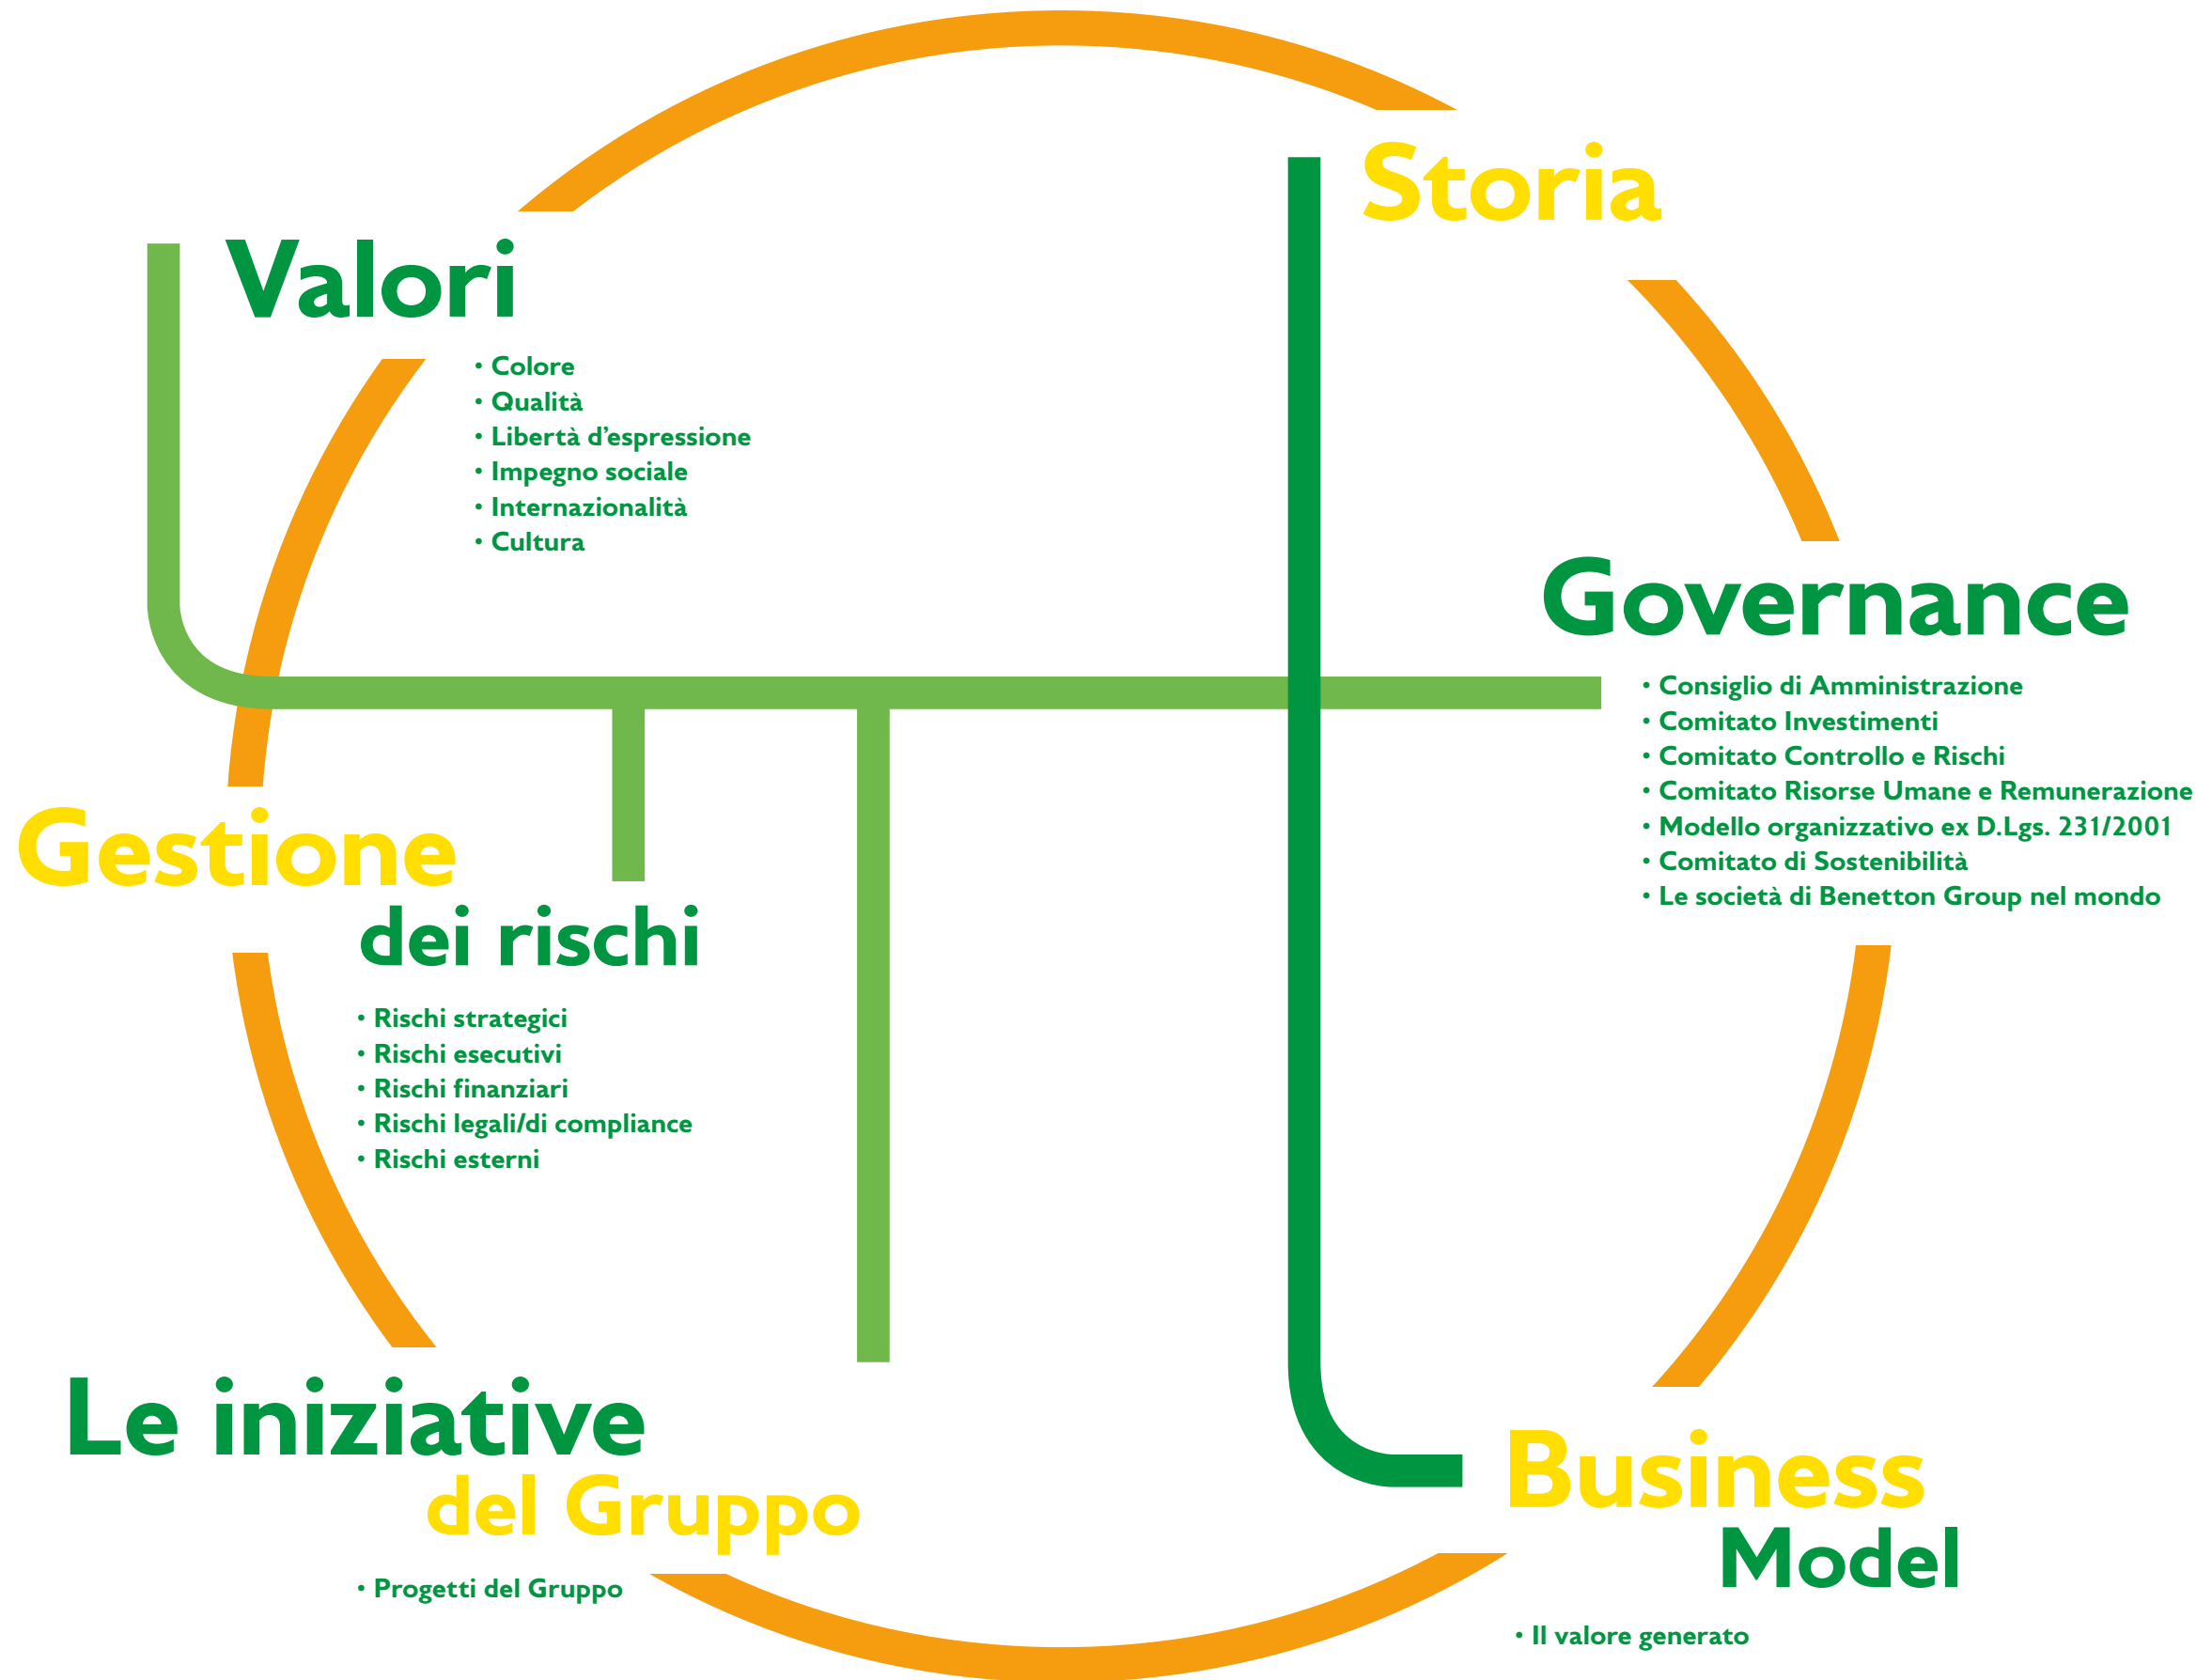 Storia
Valori
• Colore
• Qualità
• Libertà d’espressione
• Impegno sociale
• Internazionalità
• Cultura
Governance
• Consiglio di Amministrazione
• Comitato Investimenti
• Comitato Controllo e Rischi
• Comitato Risorse Umane e Remunerazione
• Modello organizzativo ex D.Lgs. 231/2001
• Comitato di Sostenibilità
• Le società di Benetton Group nel mondo
Gestione
dei rischi
• Rischi strategici
• Rischi esecutivi
• Rischi finanziari
• Rischi legali/di compliance
• Rischi esterni
Le iniziative
del Gruppo
• Progetti del Gruppo
Business
Model
• Il valore generato